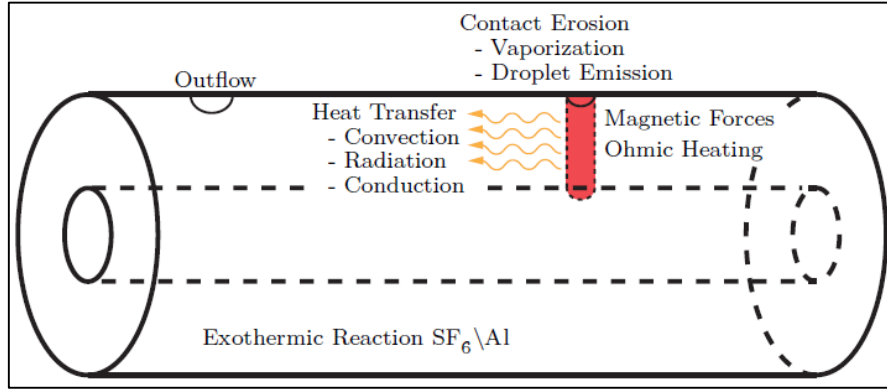 Contact Erosion
- Vaporization
- Droplet Emission
Outflow
Heat Transfer
- Convection
- Radiation
- Conduction
Magnetic Forces
Ohmic Heating
Exothermic Reaction SF₆\Al